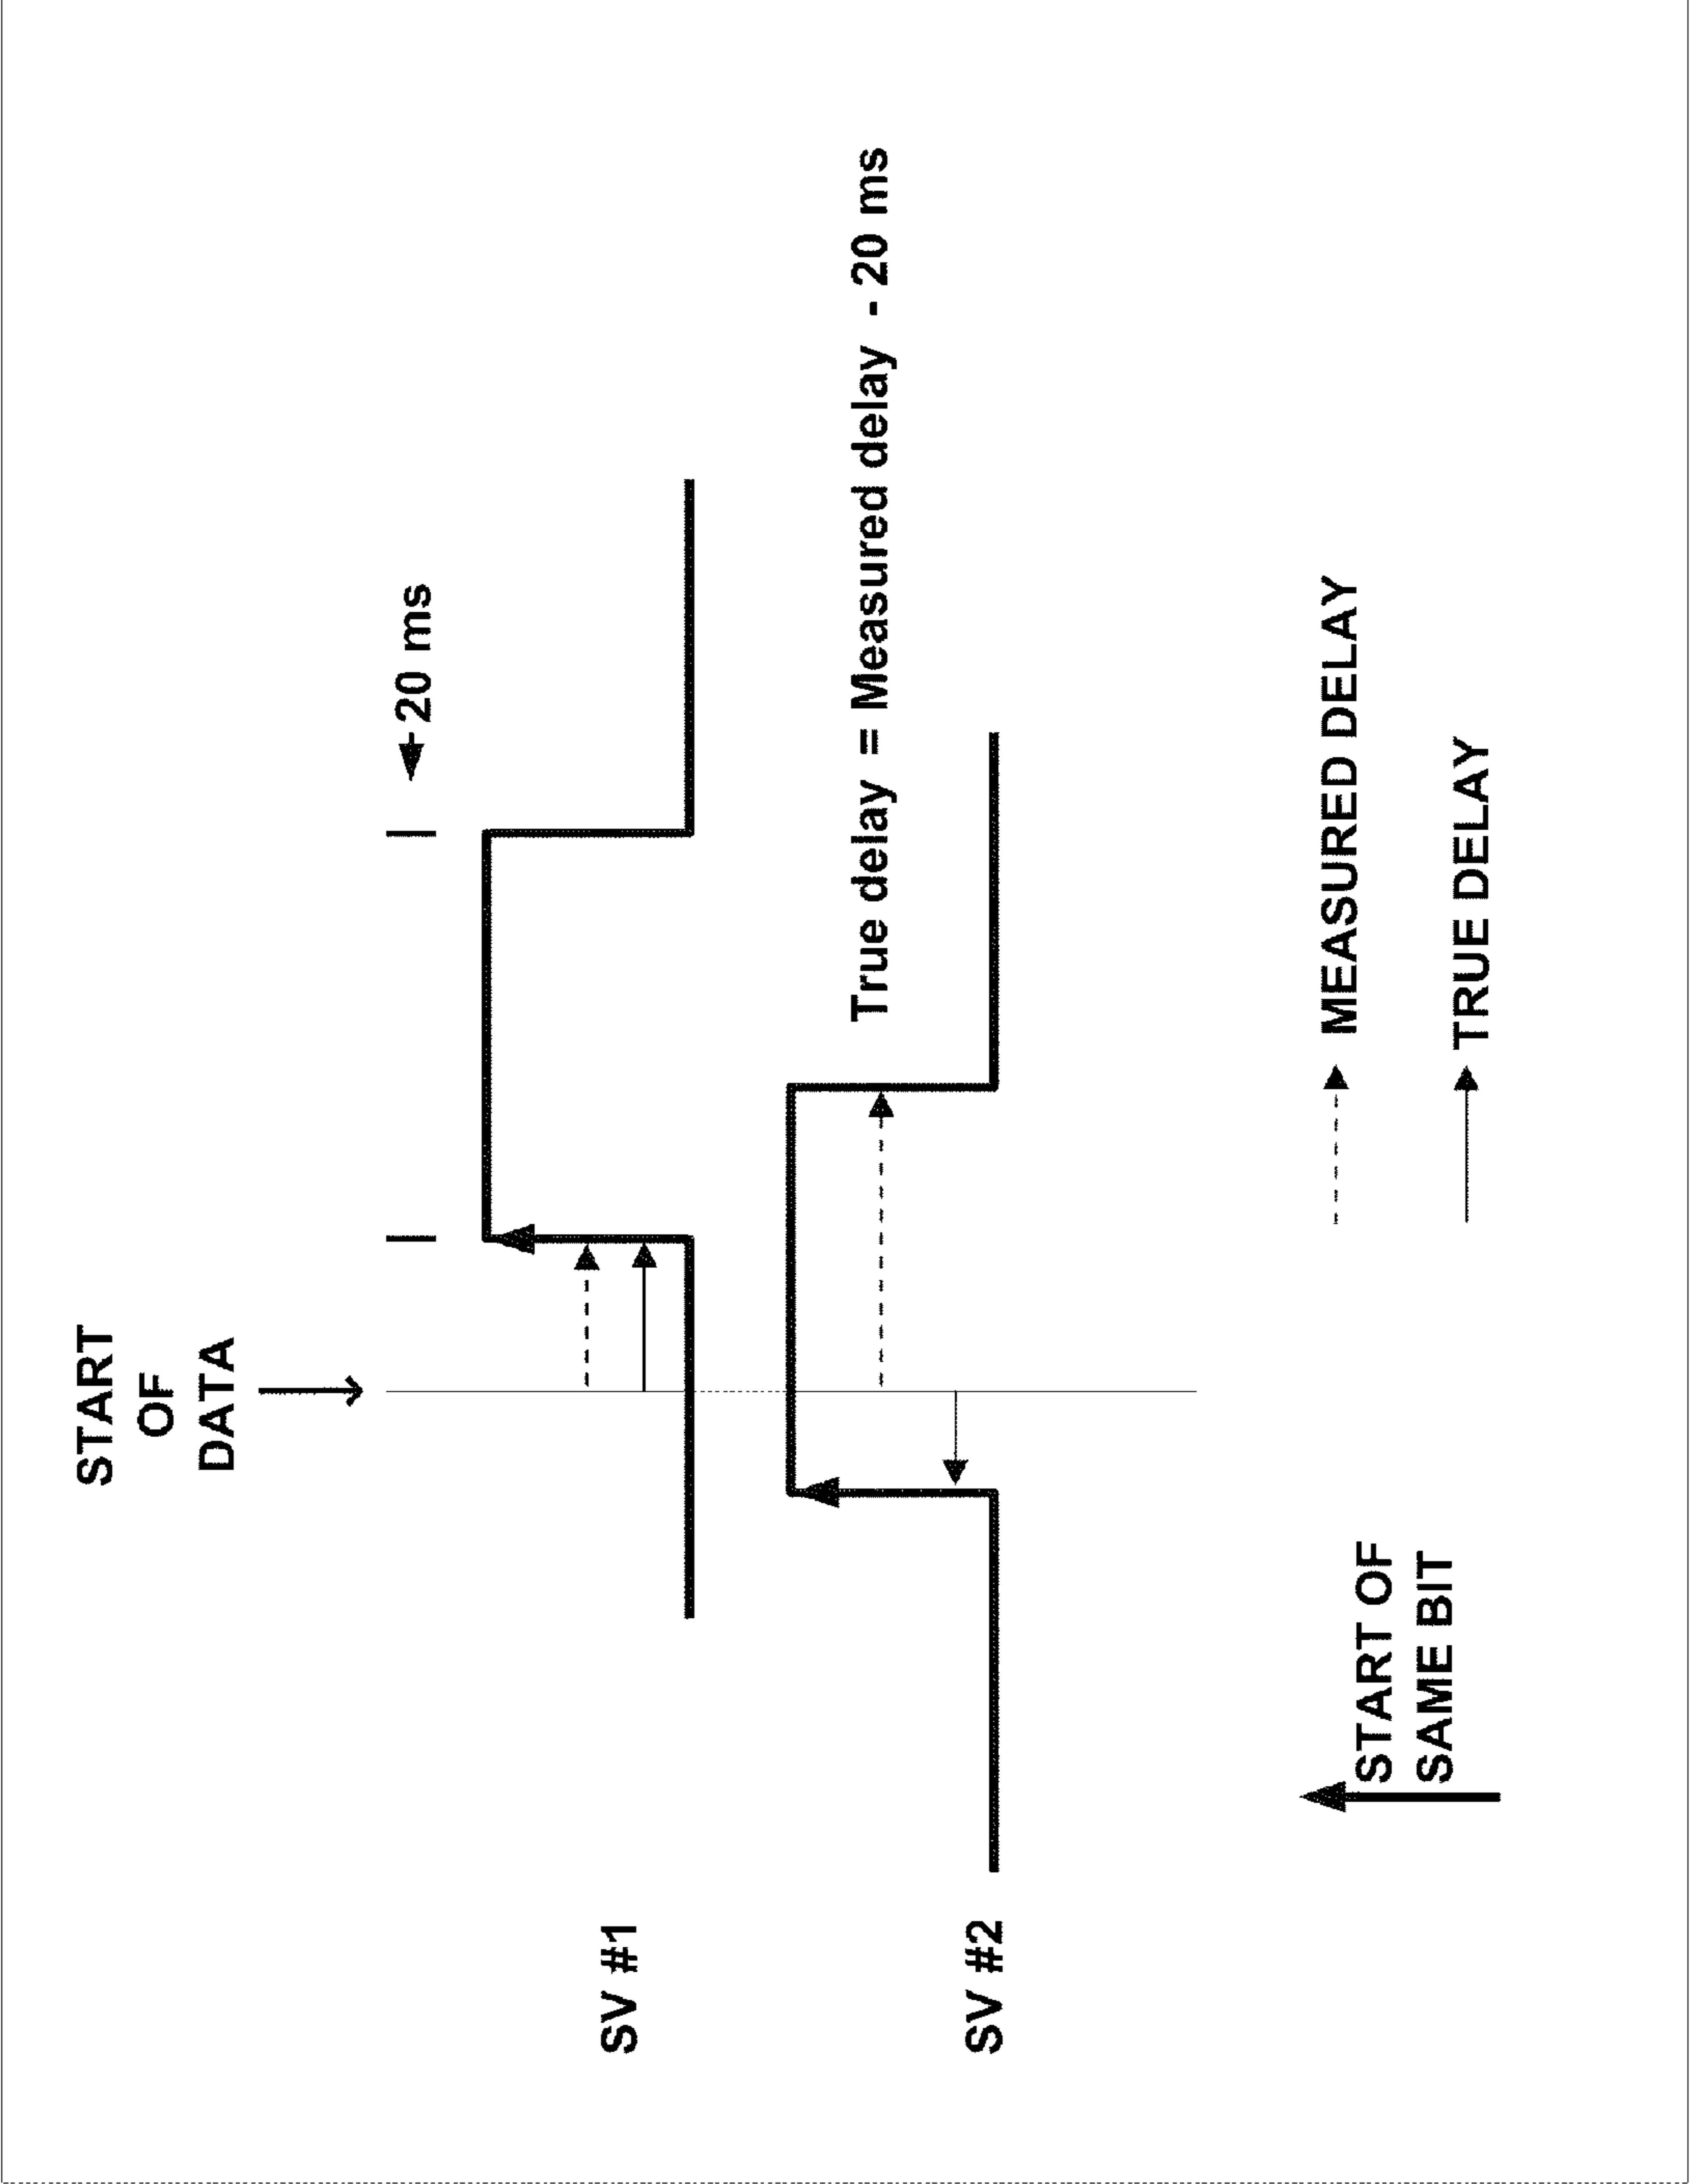 START
OF
DATA
20 ms
SV #1
True delay = Measured delay - 20 ms
SV #2
START OF
SAME BIT
MEASURED DELAY
TRUE DELAY